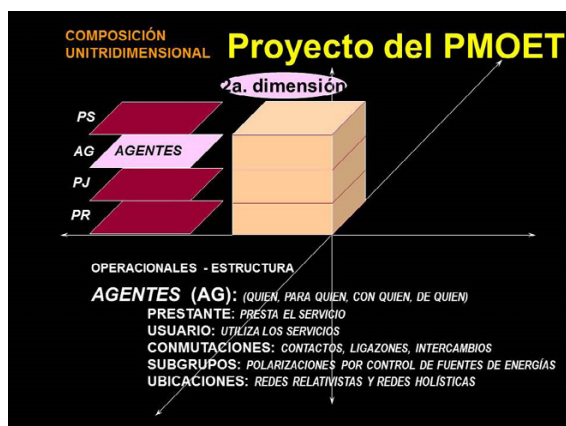 COMPOSICIÓN
UNITRIDIMENSIONAL
Proyecto del PMOET
2a. dimensión
PS
AG AGENTES
PJ
PR
OPERACIONALES - ESTRUCTURA
AGENTES (AG): (QUIEN, PARA QUIEN, CON QUIEN, DE QUIEN)
PRESTANTE: PRESTA EL SERVICIO
USUARIO: UTILIZA LOS SERVICIOS
CONMUTACIONES: CONTACTOS, LIGAZONES, INTERCAMBIOS
SUBGRUPOS: POLARIZACIONES POR CONTROL DE FUENTES DE ENERGÍAS
UBICACIONES: REDES RELATIVISTAS Y REDES HOLÍSTICAS